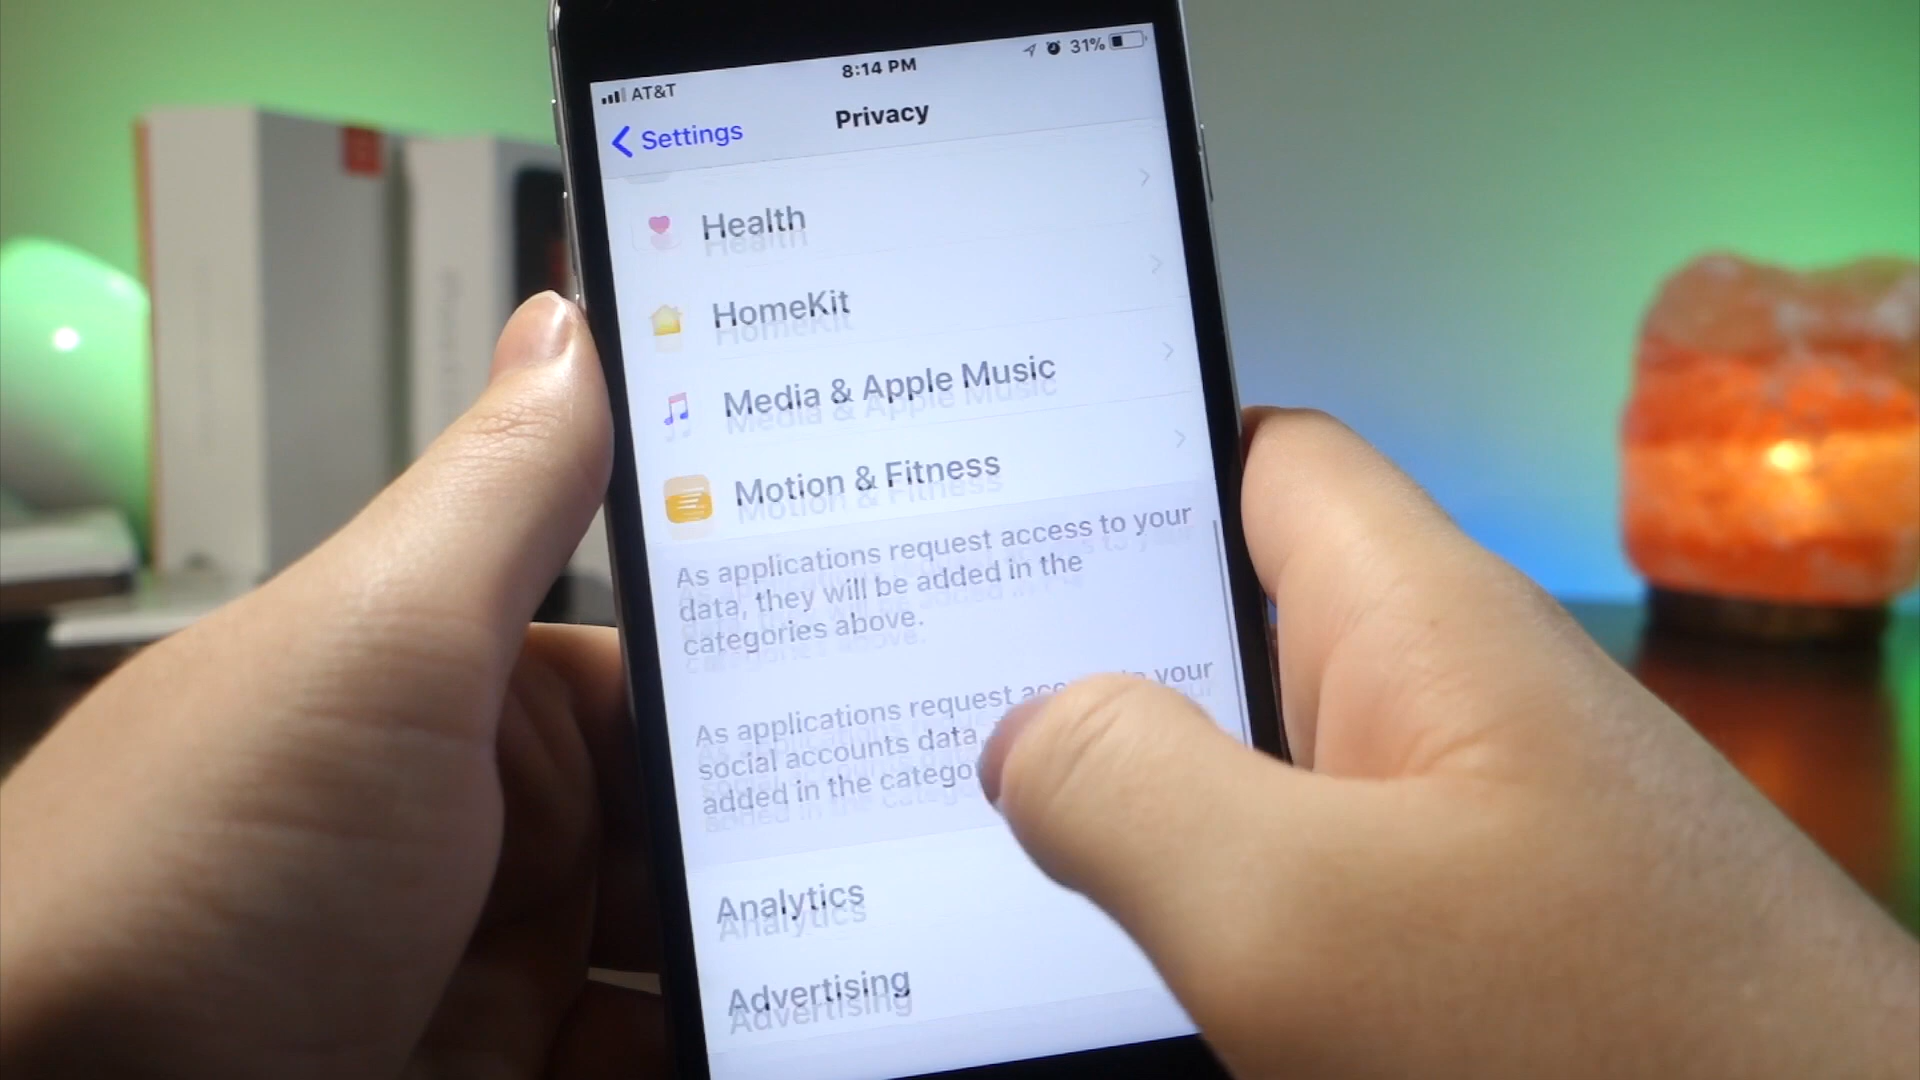 AT&T
8:14 PM
31%
Settings
Privacy
Health
HomeKit
Media & Apple Music
Motion & Fitness
As applications request access to your
data, they will be added in the
categories above.
As applications request your
social accounts data,
added in the
Analytics
Advertising